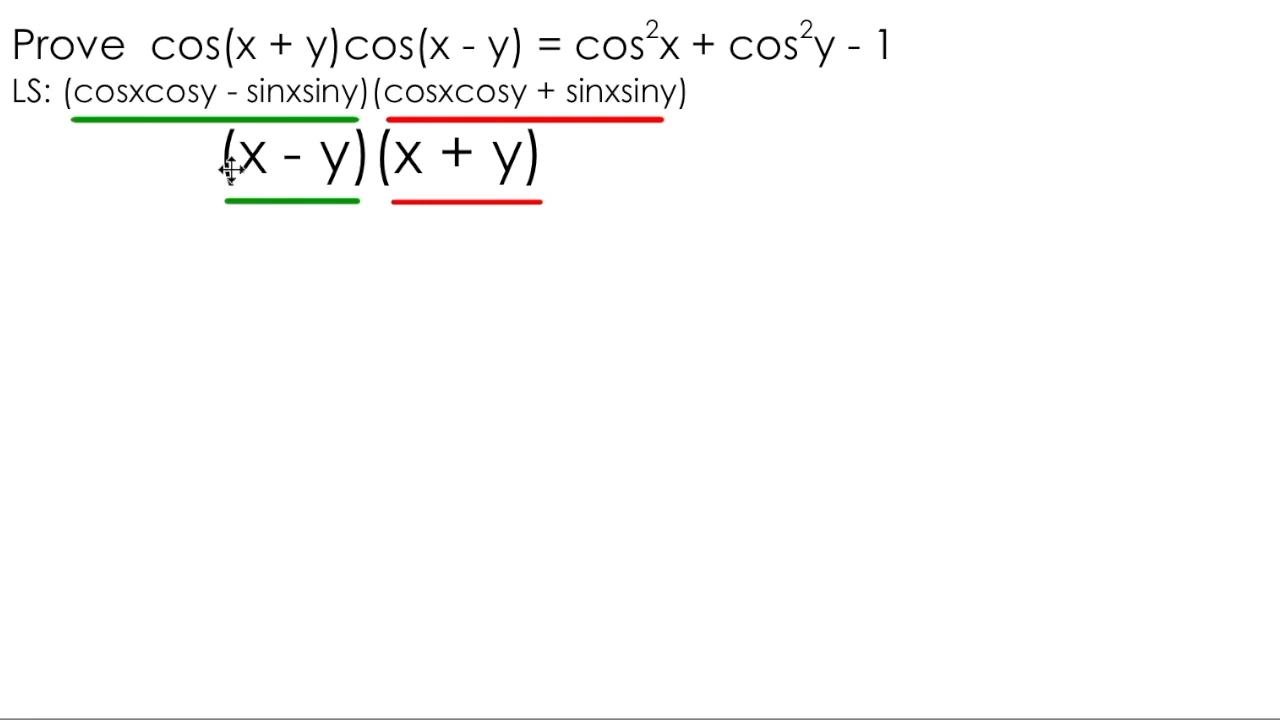 Prove cos(x + y)cos(x - y) = cos²x + cos²y - 1
LS: (cosxcosy - sinxsiny)(cosxcosy + sinxsiny)
(x - y)(x + y)